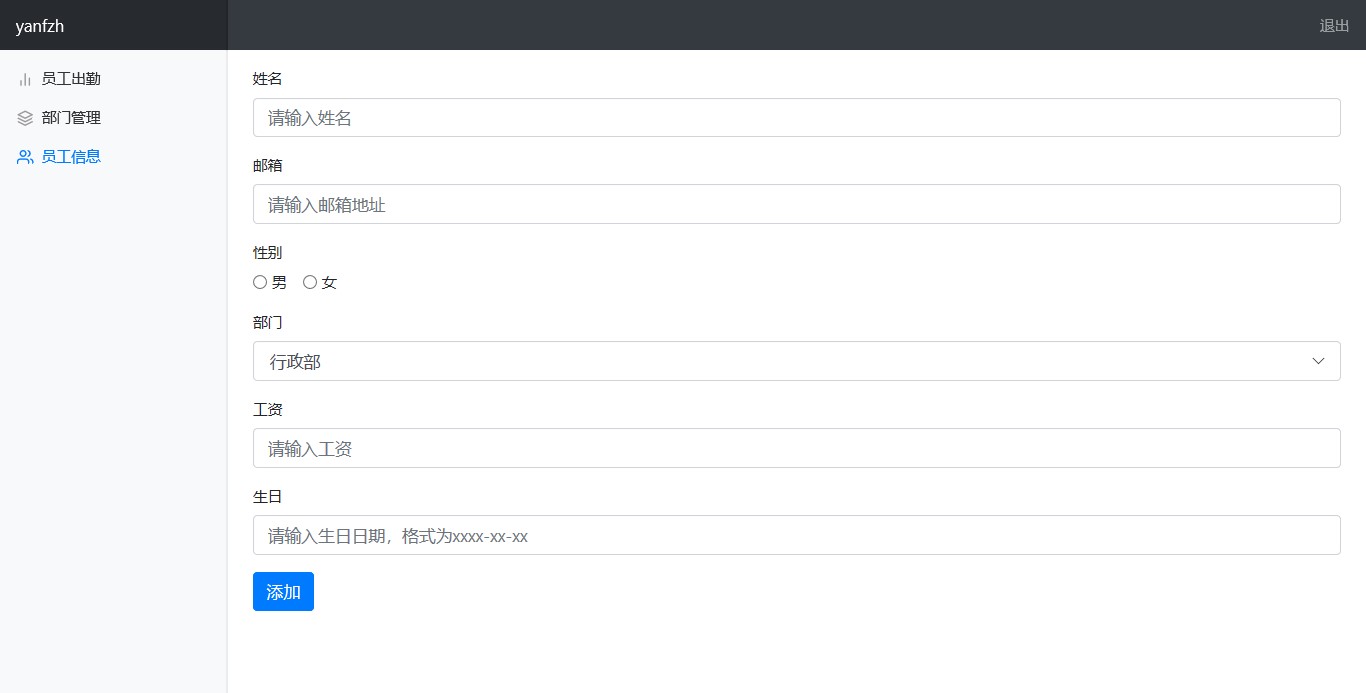 yanfzh
退出
员工出勤
部门管理
员工信息
姓名
请输入姓名
邮箱
请输入邮箱地址
性别
男 女
部门
行政部
工资
请输入工资
生日
请输入生日日期，格式为xxxx-xx-xx
添加